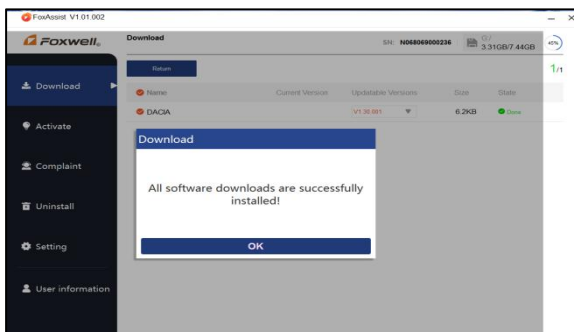 FoxAssist V1.01.002
FOXWELL
Download
SN: N068069000236
G:/
3.31GB/7.44GB
45%
Return
1/1
Download
Name
Current Version
Updatable Versions
Size
State
DACIA
V1.30.001
6.2KB
Done
Activate
Download
Complaint
All software downloads are successfully
installed!
Uninstall
OK
Setting
User information